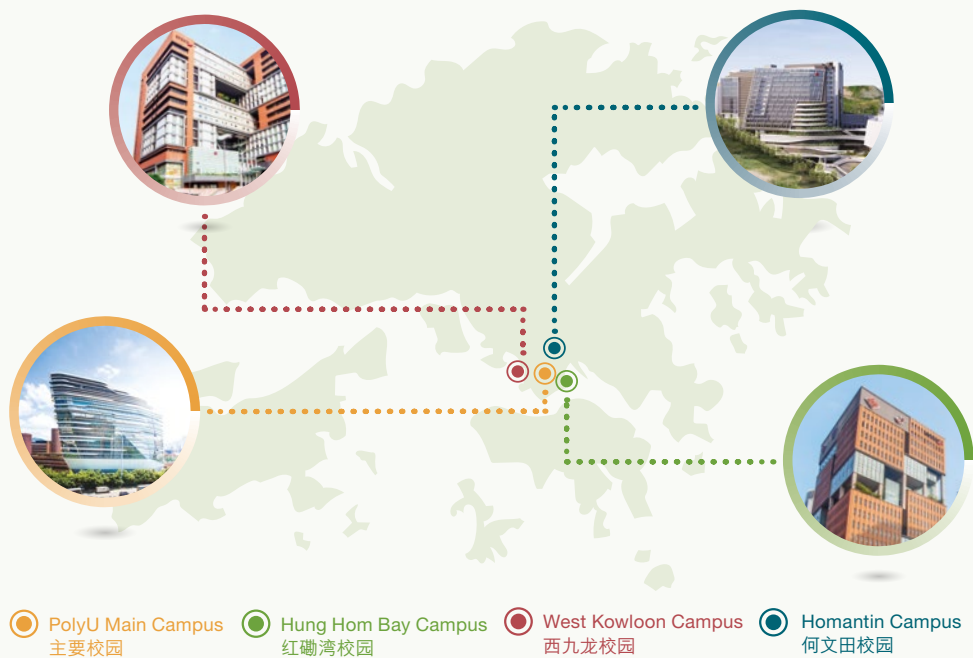 PolyU Main Campus
主要校园
Hung Hom Bay Campus
红磡湾校园
West Kowloon Campus
西九龙校园
Homantin Campus
何文田校园